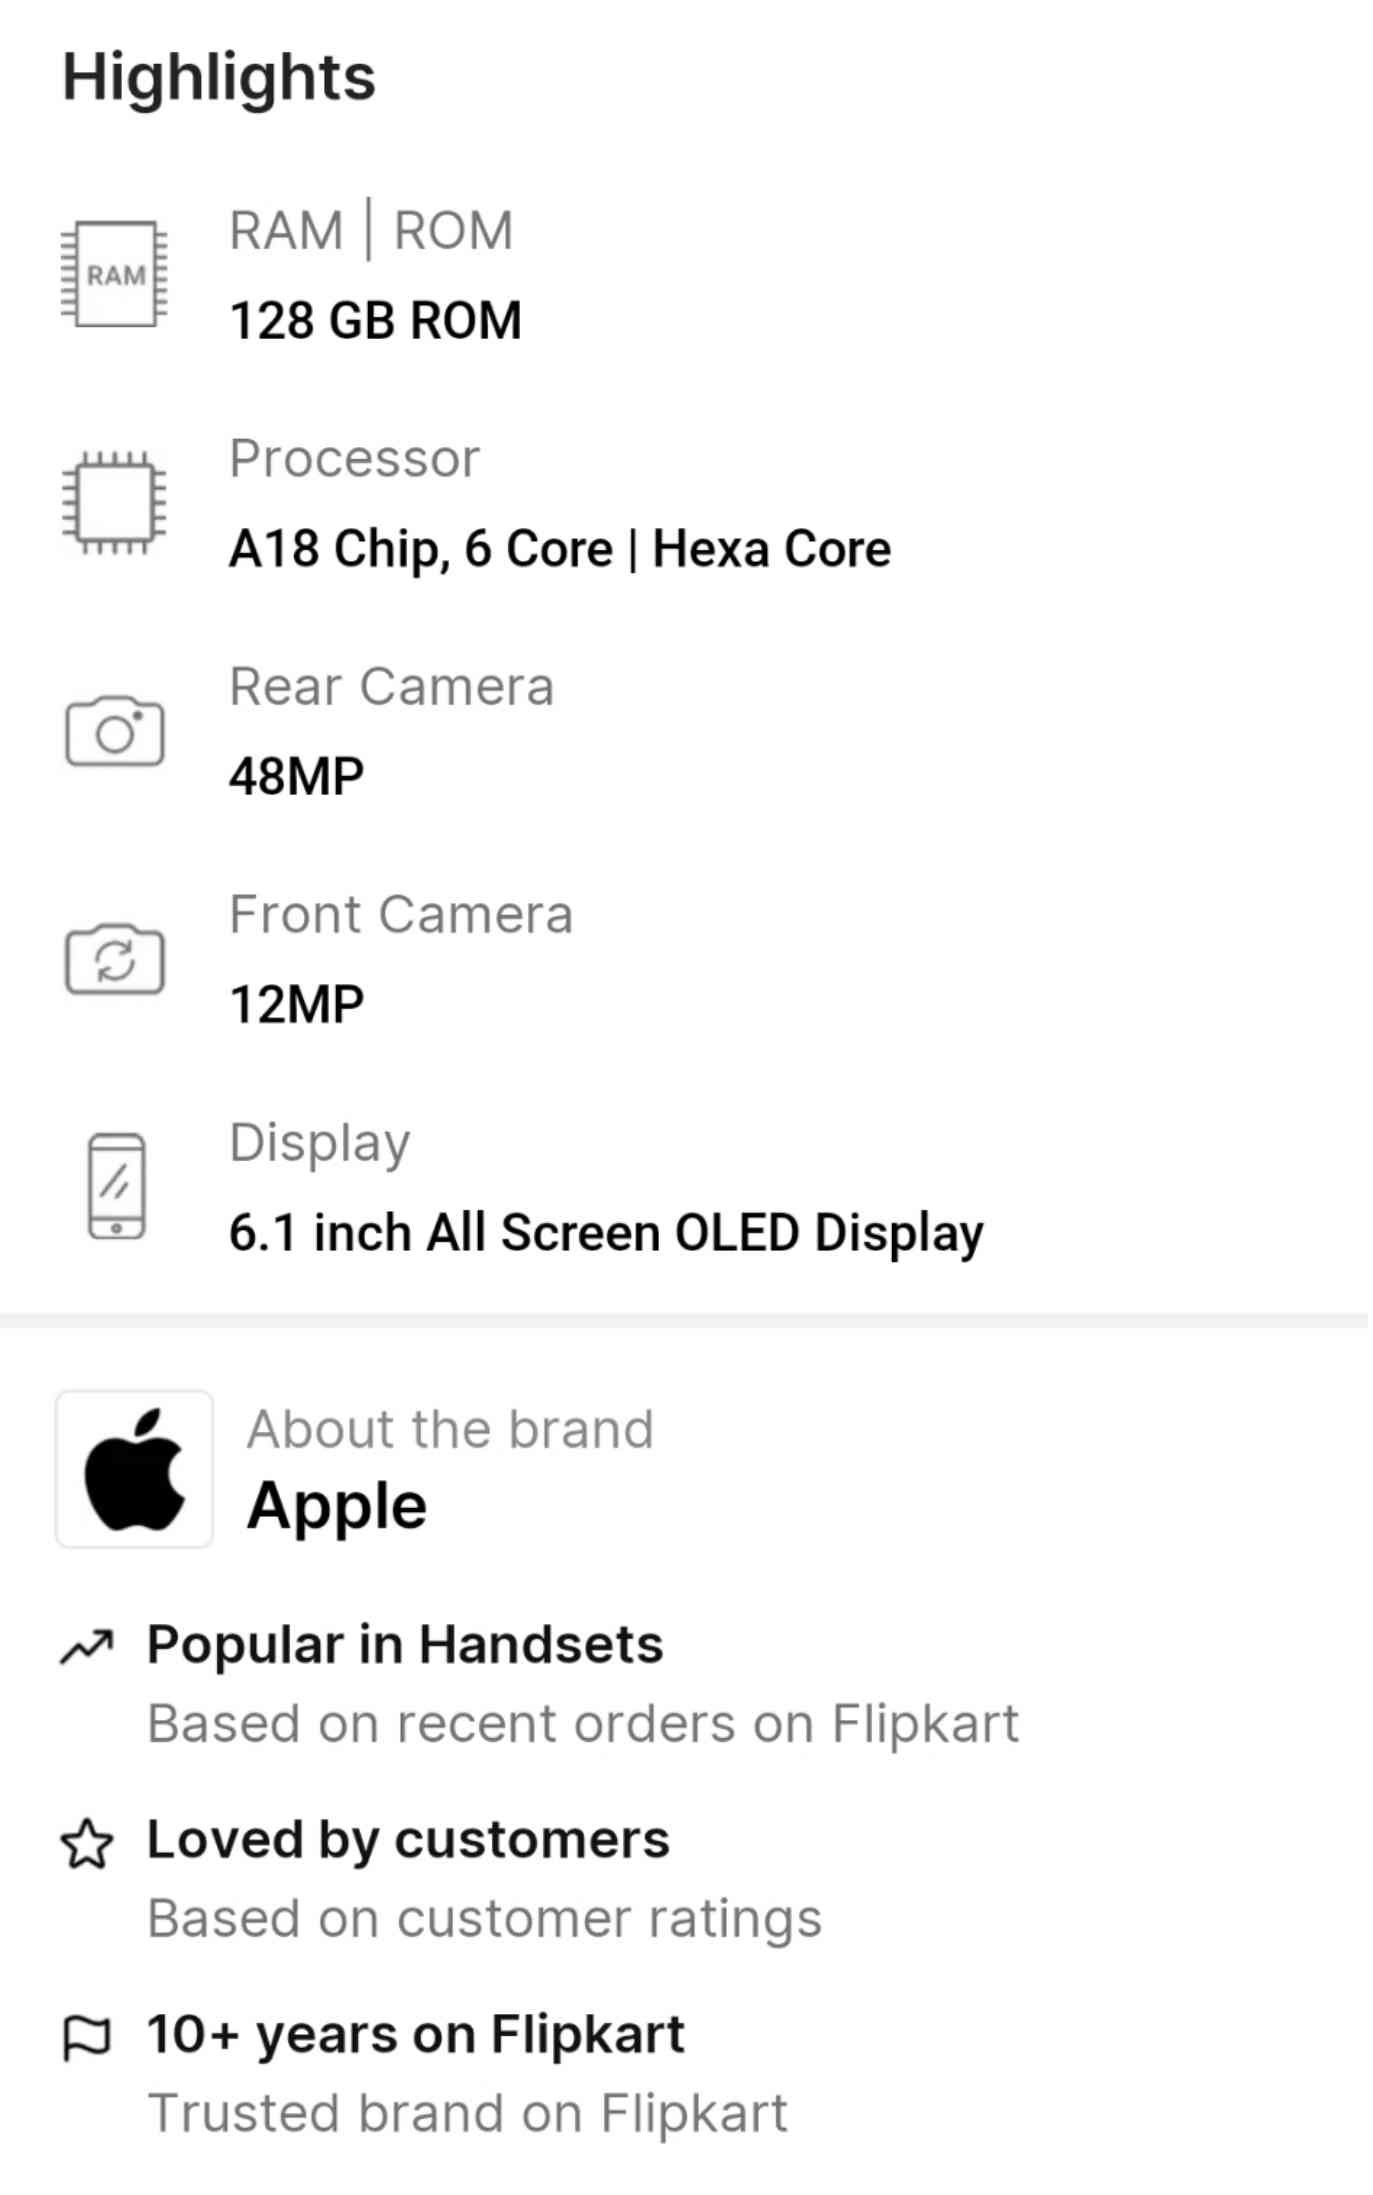 Highlights
RAM | ROM
RAM
128 GB ROM
Processor
A18 Chip, 6 Core | Hexa Core
Rear Camera
48MP
Front Camera
12MP
Display
6.1 inch All Screen OLED Display
About the brand
Apple
Popular in Handsets
Based on recent orders on Flipkart
Loved by customers
Based on customer ratings
10+ years on Flipkart
Trusted brand on Flipkart